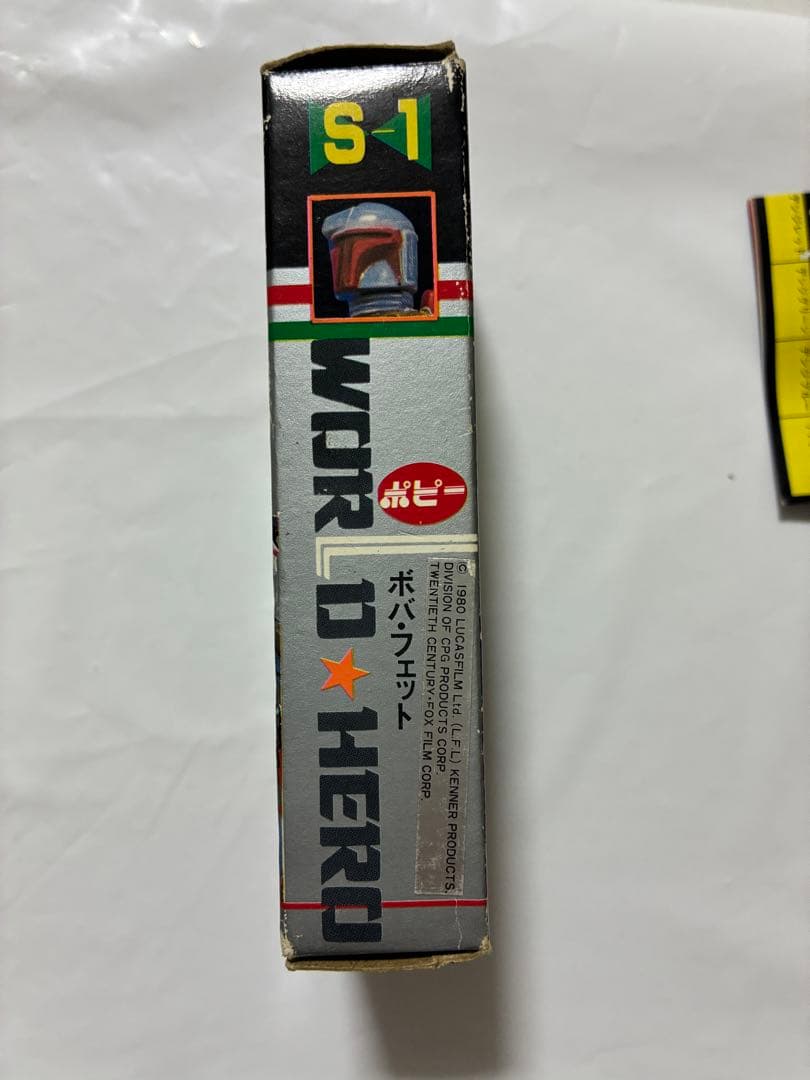 S-1
WORLD★HERO
ポピー
ボバ・フェット
© 1980 LUCASFILM Ltd. (L.F.L) KENNER PRODUCTS.
DIVISION OF CPG PRODUCTS CORP.
TWENTIETH CENTURY-FOX FILM CORP.